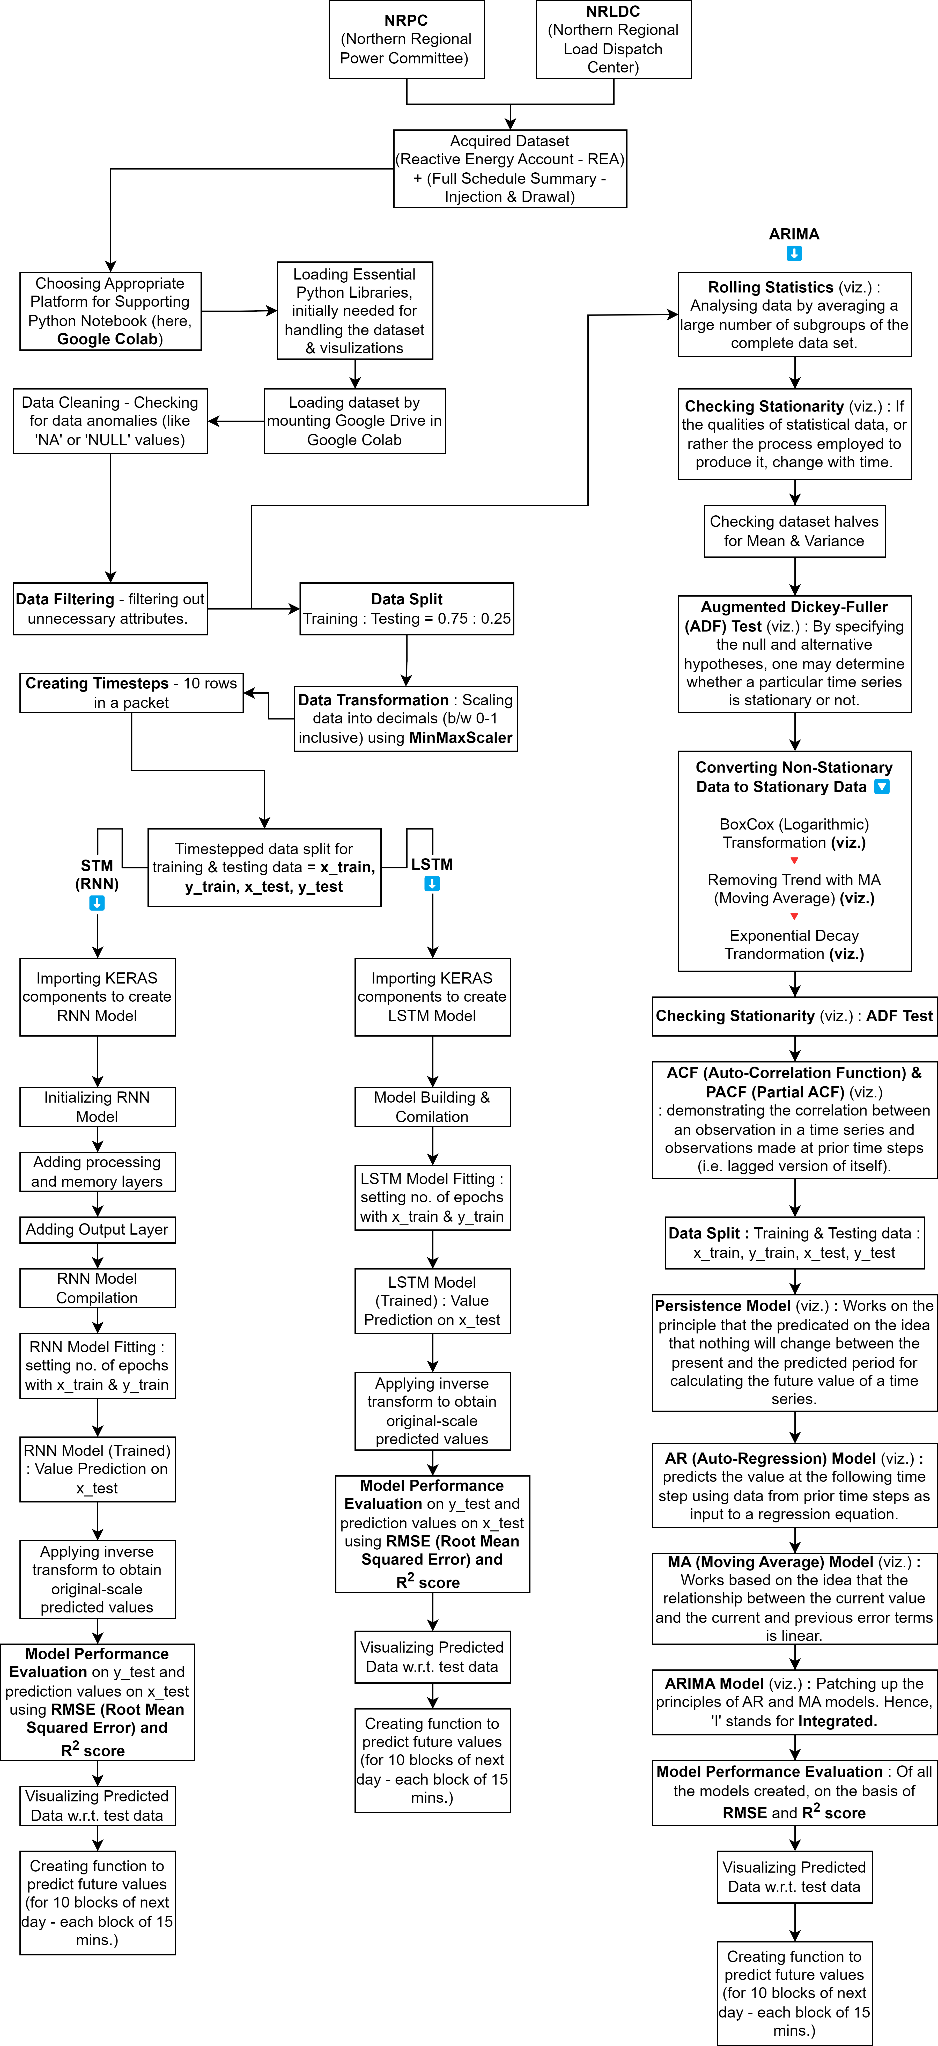 NRPC
(Northern Regional
Power Committee)
NRLDC
(Northern Regional
Load Dispatch
Center)
Acquired Dataset
(Reactive Energy Account - REA)
+ (Full Schedule Summary -
Injection & Drawal)
Choosing Appropriate
Platform for Supporting
Python Notebook (here,
Google Colab)
Loading Essential
Python Libraries,
initially needed for
handling the dataset
& visulizations
Data Cleaning - Checking
for data anomalies (like
'NA' or 'NULL' values)
Loading dataset by
mounting Google Drive in
Google Colab
Data Filtering - filtering out
unnecessary attributes.
Data Split
Training : Testing = 0.75 : 0.25
Creating Timesteps - 10 rows
in a packet
Data Transformation : Scaling
data into decimals (b/w 0-1
inclusive) using MinMaxScaler
Timestepped data split for
training & testing data = x_train,
y_train, x_test, y_test
STM
(RNN)
Importing KERAS
components to create
RNN Model
Initializing RNN
Model
Adding processing
and memory layers
Adding Output Layer
RNN Model
Compilation
RNN Model Fitting :
setting no. of epochs
with x_train & y_train
RNN Model (Trained)
: Value Prediction on
x_test
Applying inverse
transform to obtain
original-scale
predicted values
Model Performance
Evaluation on y_test and
prediction values on x_test
using RMSE (Root Mean
Squared Error) and
R² score
Visualizing Predicted
Data w.r.t. test data
Creating function to
predict future values
(for 10 blocks of next
day - each block of 15
mins.)
LSTM
Importing KERAS
components to create
LSTM Model
Model Building &
Comilation
LSTM Model Fitting :
setting no. of epochs
with x_train & y_train
LSTM Model
(Trained) : Value
Prediction on x_test
Applying inverse
transform to obtain
original-scale
predicted values
Model Performance
Evaluation on y_test and
prediction values on x_test
using RMSE (Root Mean
Squared Error) and
R² score
Visualizing Predicted
Data w.r.t. test data
Creating function to
predict future values
(for 10 blocks of next
day - each block of 15
mins.)
ARIMA
Rolling Statistics (viz.) :
Analysing data by averaging a
large number of subgroups of the
complete data set.
Checking Stationarity (viz.) : If
the qualities of statistical data, or
rather the process employed to
produce it, change with time.
Checking dataset halves
for Mean & Variance
Augmented Dickey-Fuller
(ADF) Test (viz.) : By specifying
the null and alternative
hypotheses, one may determine
whether a particular time series
is stationary or not.
Converting Non-Stationary
Data to Stationary Data
BoxCox (Logarithmic)
Transformation (viz.)
Removing Trend with MA
(Moving Average) (viz.)
Exponential Decay
Trandormation (viz.)
Checking Stationarity (viz.) : ADF Test
ACF (Auto-Correlation Function) &
PACF (Partial ACF) (viz.)
: demonstrating the correlation between
an observation in a time series and
observations made at prior time steps
(i.e. lagged version of itself).
Data Split : Training & Testing data :
x_train, y_train, x_test, y_test
Persistence Model (viz.) : Works on the
principle that the predicated on the idea
that nothing will change between the
present and the predicted period for
calculating the future value of a time
series.
AR (Auto-Regression) Model (viz.) :
predicts the value at the following time
step using data from prior time steps as
input to a regression equation.
MA (Moving Average) Model (viz.) :
Works based on the idea that the
relationship between the current value
and the current and previous error terms
is linear.
ARIMA Model (viz.) : Patching up the
principles of AR and MA models. Hence,
'I' stands for Integrated.
Model Performance Evaluation : Of all
the models created, on the basis of
RMSE and R² score
Visualizing Predicted
Data w.r.t. test data
Creating function to
predict future values
(for 10 blocks of next
day - each block of 15
mins.)